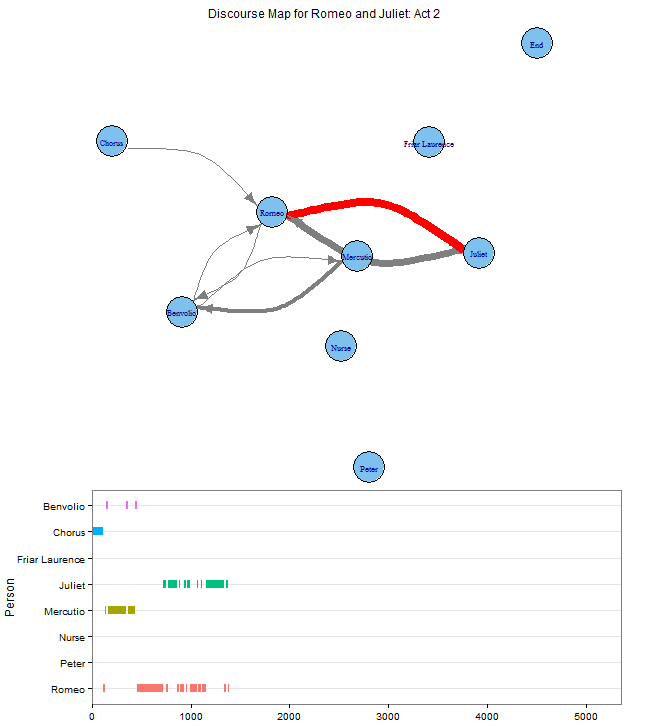 Discourse Map for Romeo and Juliet: Act 2
End
Chorus
Friar Laurence
Romeo
Mercutio
Juliet
Benvolio
Nurse
Peter
Benvolio
Chorus
Friar Laurence
Juliet
Mercutio
Nurse
Peter
Romeo
Person
0 1000 2000 3000 4000 5000